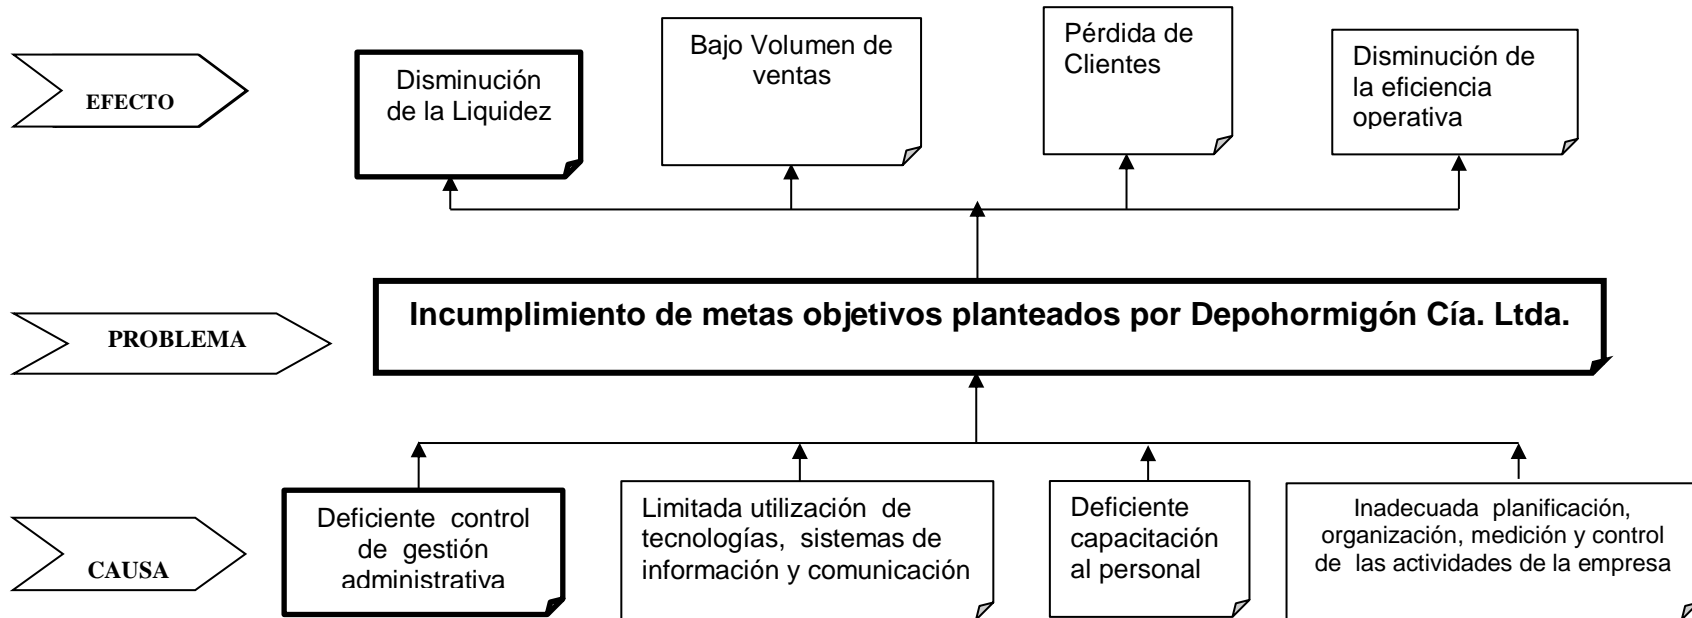 EFECTO
Disminución
de la Liquidez
Bajo Volumen de
ventas
Pérdida de
Clientes
Disminución de
la eficiencia
operativa
PROBLEMA
Incumplimiento de metas objetivos planteados por Depohormigón Cía. Ltda.
CAUSA
Deficiente control
de gestión
administrativa
Limitada utilización de
tecnologías, sistemas de
información y comunicación
Deficiente
capacitación
al personal
Inadecuada planificación,
organización, medición y control
de las actividades de la empresa